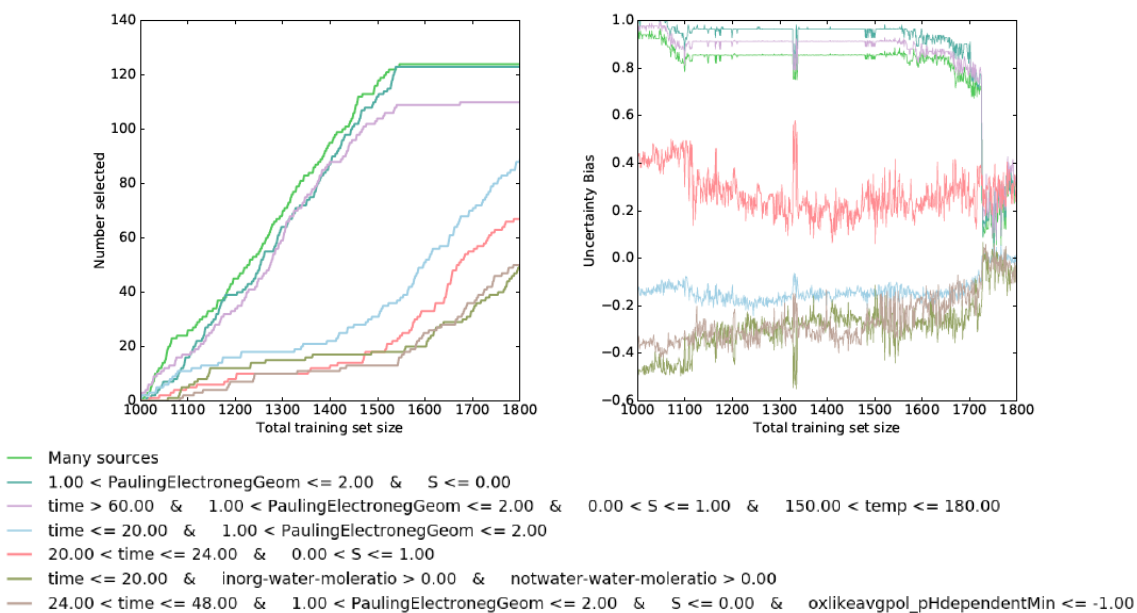 140
120
100
80
60
40
20
0
Number selected
1000 1100 1200 1300 1400 1500 1600 1700 1800
Total training set size
1.0
0.8
0.6
0.4
0.2
0.0
−0.2
−0.4
−0.6
Uncertainty Bias
1000 1100 1200 1300 1400 1500 1600 1700 1800
Total training set size
Many sources
1.00 < PaulingElectronegGeom <= 2.00 & S <= 0.00
time > 60.00 & 1.00 < PaulingElectronegGeom <= 2.00 & 0.00 < S <= 1.00 & 150.00 < temp <= 180.00
time <= 20.00 & 1.00 < PaulingElectronegGeom <= 2.00
20.00 < time <= 24.00 & 0.00 < S <= 1.00
time <= 20.00 & inorg-water-moleratio > 0.00 & notwater-water-moleratio > 0.00
24.00 < time <= 48.00 & 1.00 < PaulingElectronegGeom <= 2.00 & S <= 0.00 & oxlikeavgpol_pHdependentMin <= -1.00